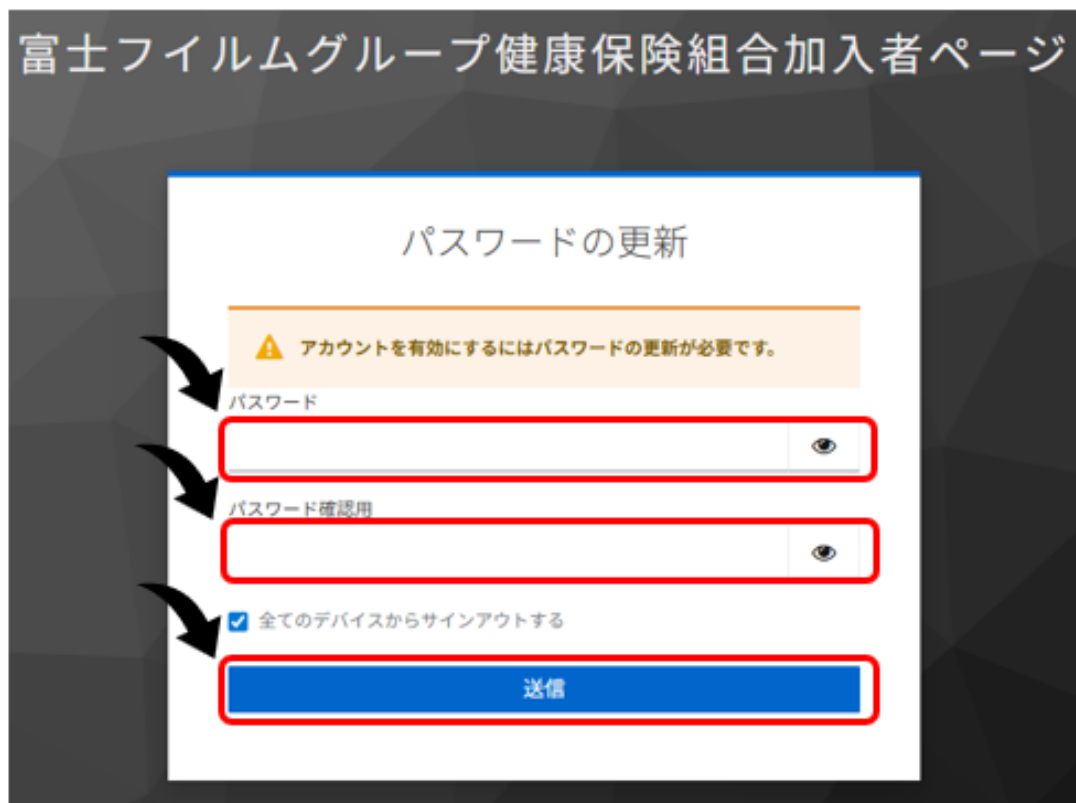 富士フイルムグループ健康保険組合加入者ページ
パスワードの更新
アカウントを有効にするにはパスワードの更新が必要です。
パスワード
パスワード確認用
全てのデバイスからサインアウトする
送信